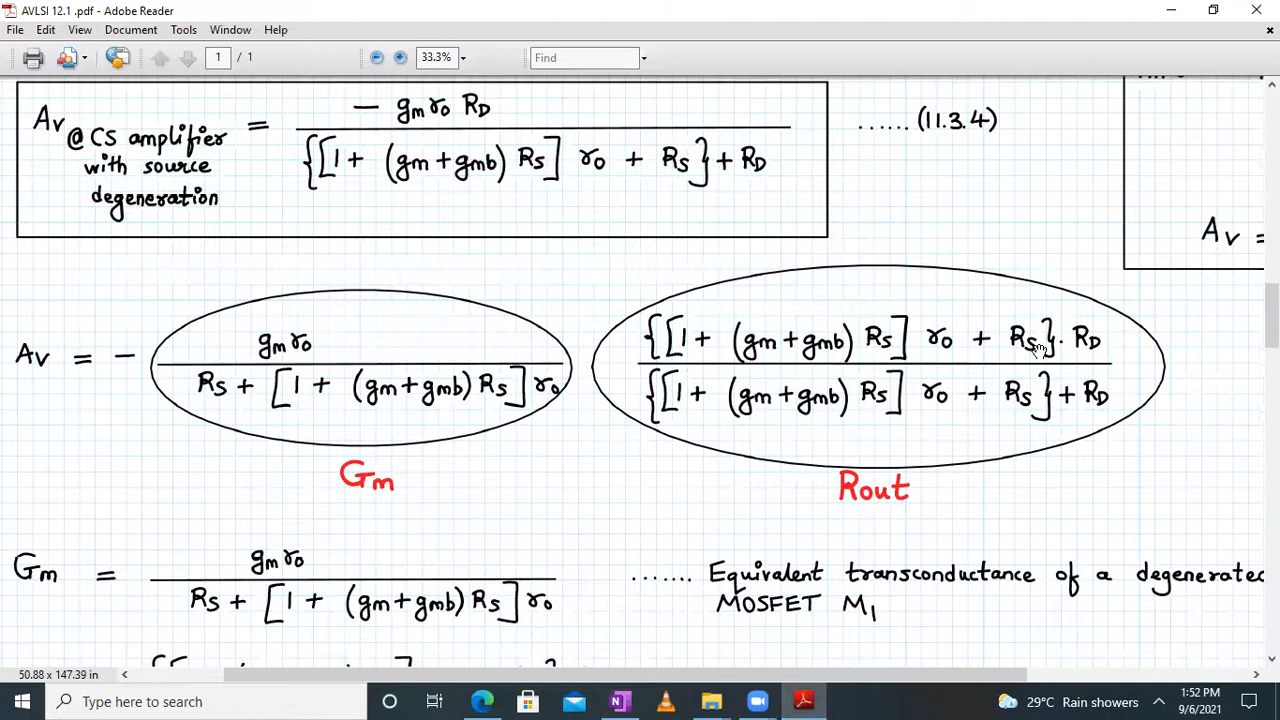 AVLSI 12.1 .pdf - Adobe Reader
File Edit View Document Tools Window Help
1 / 1 33.3% Find
Av @ CS amplifier with source degeneration = - gm ro RD / {[1 + (gm + gmb) RS] ro + RS} + RD ...... (11.3.4)
Av =
Av = - gm ro / RS + [1 + (gm + gmb) RS] ro {[1 + (gm + gmb) RS] ro + RS} . RD / {[1 + (gm + gmb) RS] ro + RS} + RD
Gm Rout
Gm = gm ro / RS + [1 + (gm + gmb) RS] ro ....... Equivalent transconductance of a degenerated
MOSFET M1
50.88 x 147.39 in
Type here to search 29°C Rain showers 1:52 PM
9/6/2021